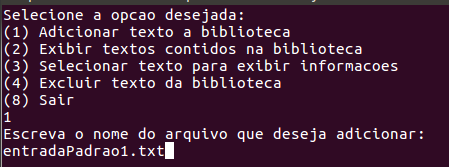 Selecione a opcao desejada:
(1) Adicionar texto a biblioteca
(2) Exibir textos contidos na biblioteca
(3) Selecionar texto para exibir informacoes
(4) Excluir texto da biblioteca
(8) Sair
1
Escreva o nome do arquivo que deseja adicionar:
entradaPadrao1.txt